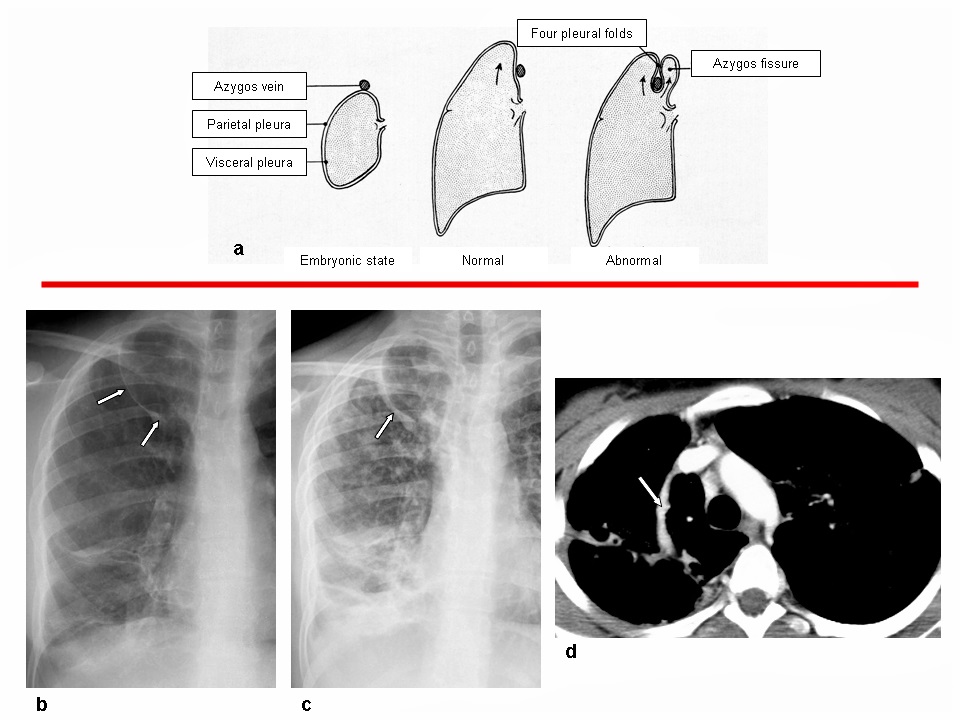 Four pleural folds
Azygos fissure
Azygos vein
Parietal pleura
Visceral pleura
a
Embryonic state
Normal
Abnormal
b
c
d